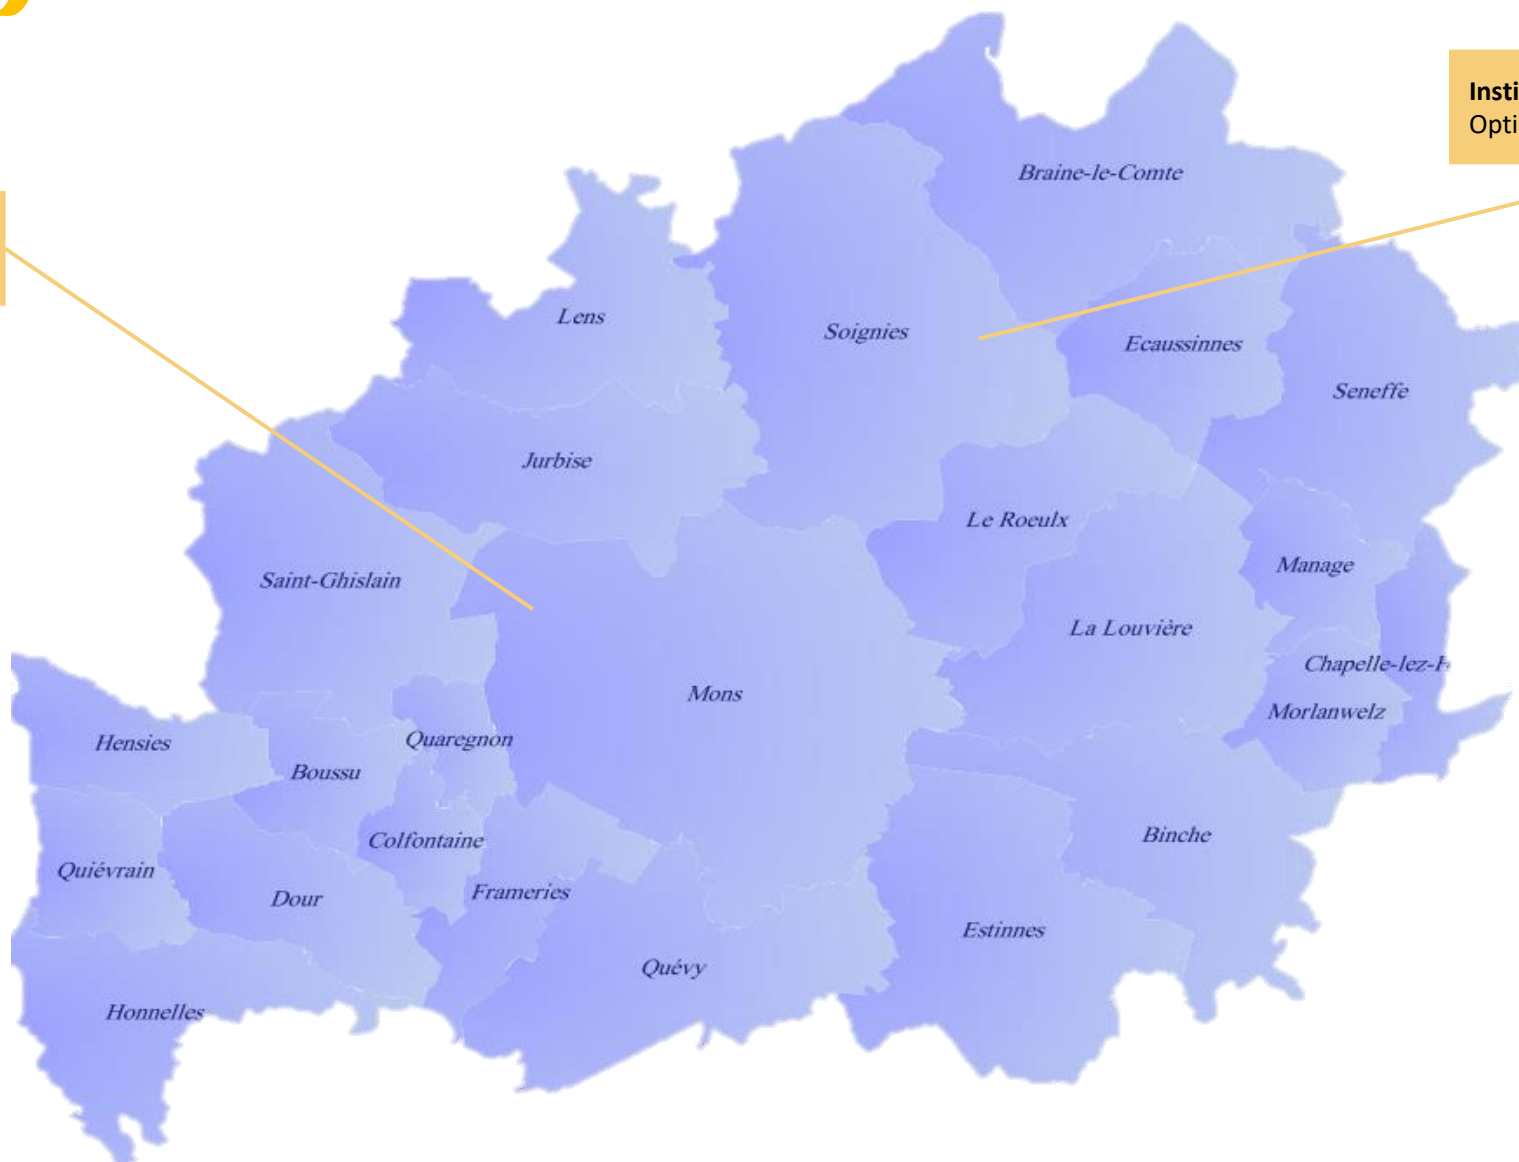 Insti
Opti
Braine-le-Comte
Lens
Soignies
Ecaussinnes
Seneffe
Jurbise
Le Roeulx
Manage
Saint-Ghislain
La Louvière
Chapelle-lez-H
Mons
Morlanwelz
Hensies
Quaregnon
Boussu
Colfontaine
Binche
Quiévrain
Dour
Frameries
Estinnes
Quévy
Honnelles